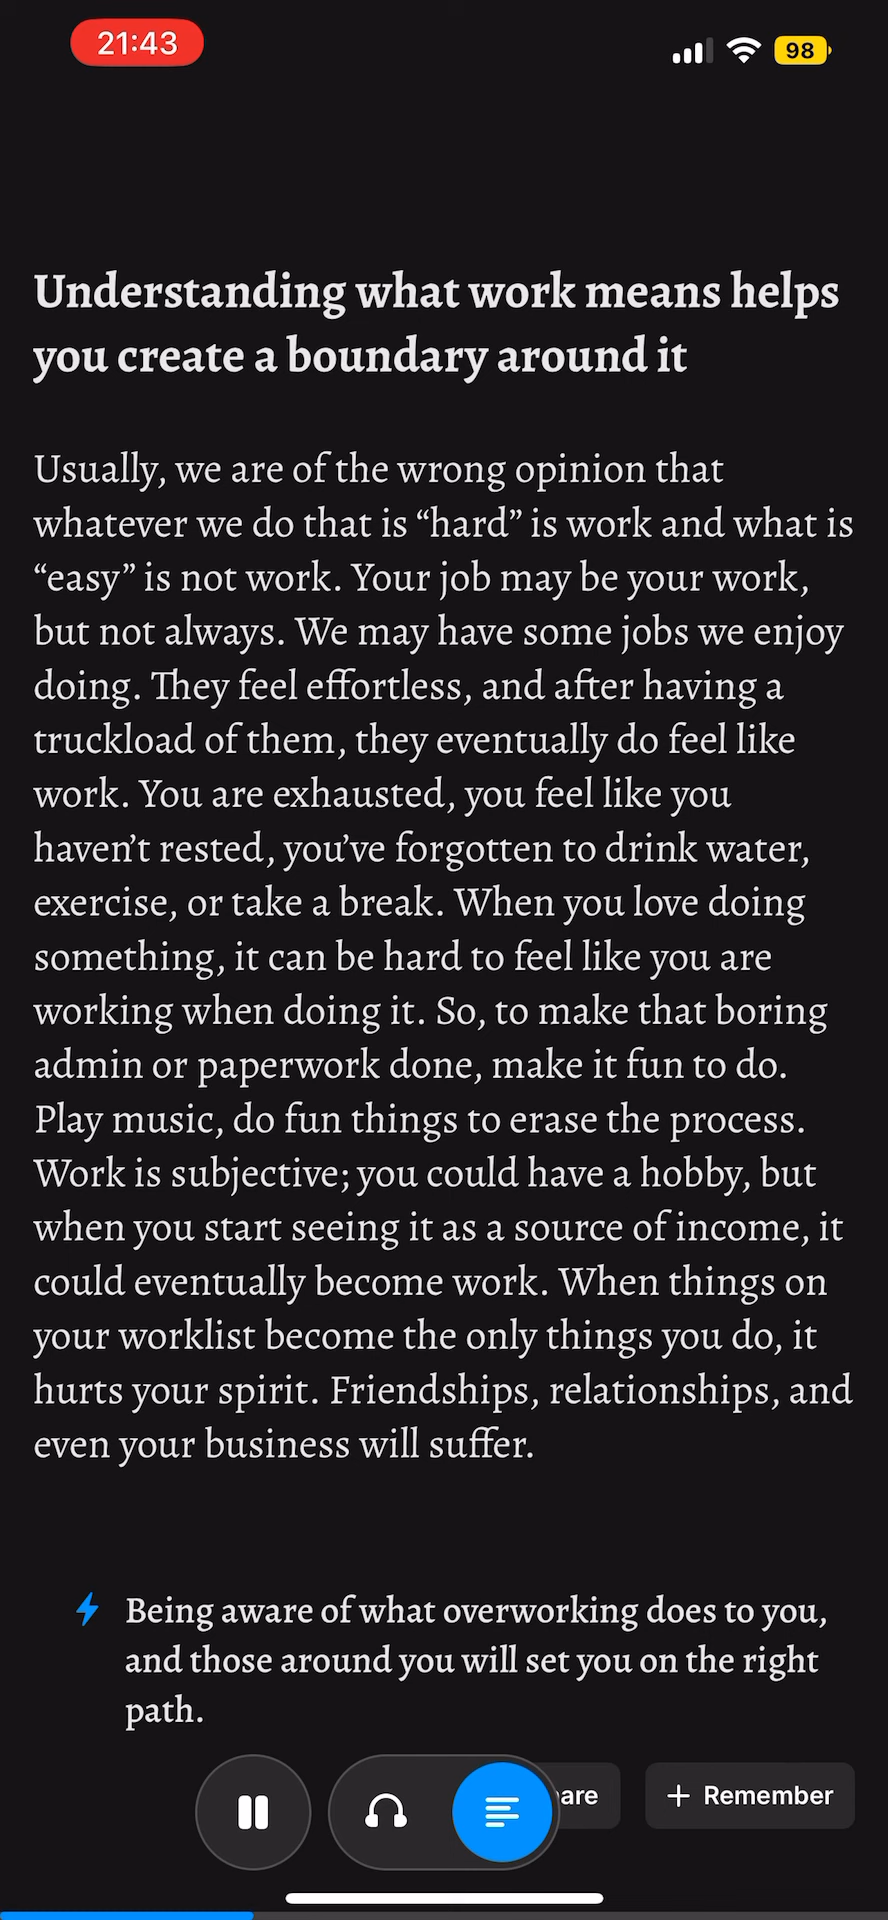 21:43
98
Understanding what work means helps
you create a boundary around it
Usually, we are of the wrong opinion that
whatever we do that is “hard” is work and what is
“easy” is not work. Your job may be your work,
but not always. We may have some jobs we enjoy
doing. They feel effortless, and after having a
truckload of them, they eventually do feel like
work. You are exhausted, you feel like you
haven’t rested, you’ve forgotten to drink water,
exercise, or take a break. When you love doing
something, it can be hard to feel like you are
working when doing it. So, to make that boring
admin or paperwork done, make it fun to do.
Play music, do fun things to erase the process.
Work is subjective; you could have a hobby, but
when you start seeing it as a source of income, it
could eventually become work. When things on
your worklist become the only things you do, it
hurts your spirit. Friendships, relationships, and
even your business will suffer.
Being aware of what overworking does to you,
and those around you will set you on the right
path.
+ Remember